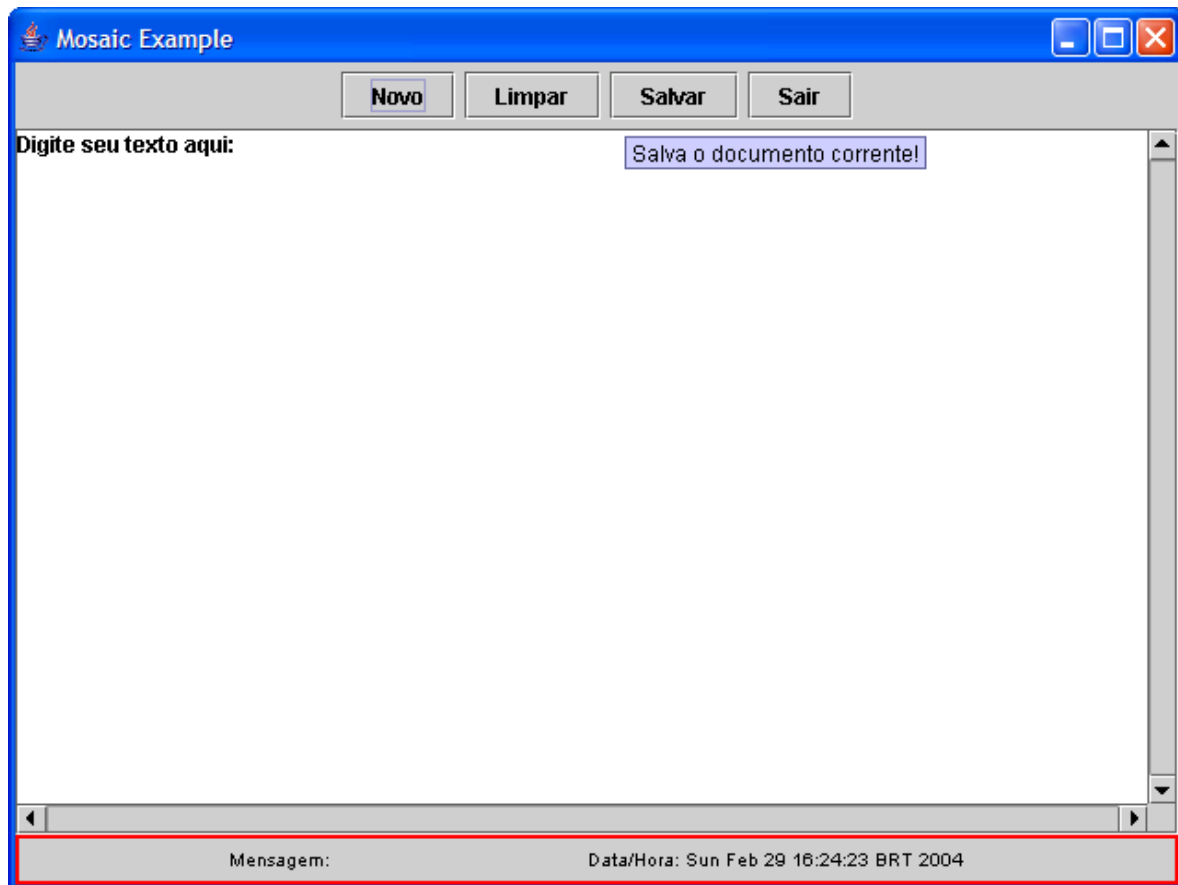 Mosaic Example
Novo Limpar Salvar Sair
Digite seu texto aqui:
Salva o documento corrente!
Mensagem: Data/Hora: Sun Feb 29 16:24:23 BRT 2004